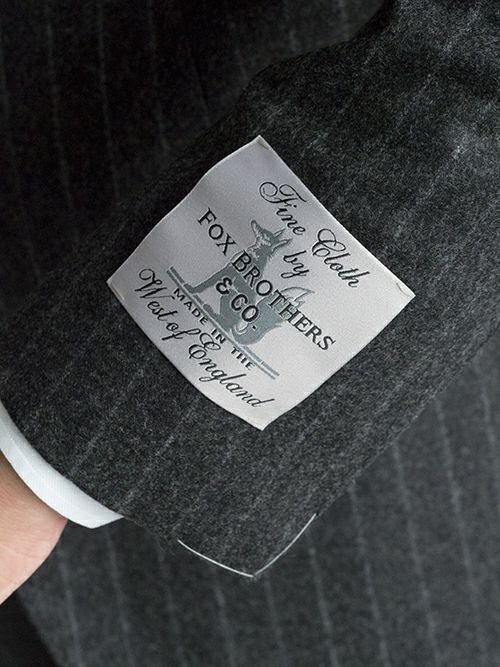 Fine Cloth
by
FOX BROTHERS
& CO.
MADE IN THE
West of England